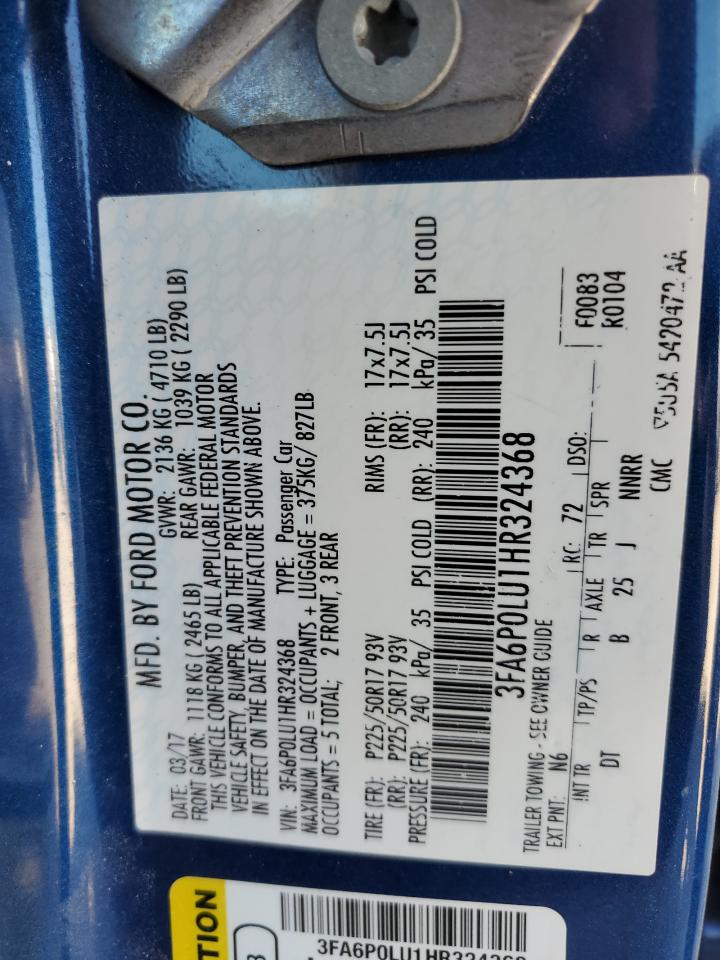 MFD. BY FORD MOTOR CO.
DATE: 03/17 GVWR: 2136 KG ( 4710 LB)
FRONT GAWR: 1118 KG ( 2465 LB) REAR GAWR: 1039 KG ( 2290 LB)
THIS VEHICLE CONFORMS TO ALL APPLICABLE FEDERAL MOTOR
VEHICLE SAFETY, BUMPER, AND THEFT PREVENTION STANDARDS
IN EFFECT ON THE DATE OF MANUFACTURE SHOWN ABOVE.
VIN: 3FA6P0LU1HR324368 TYPE: Passenger Car
MAXIMUM LOAD = OCCUPANTS + LUGGAGE = 375KG/ 827LB
OCCUPANTS = 5 TOTAL; 2 FRONT, 3 REAR
TIRE (FR): P225/50R17 93V RIMS (FR): 17x7.5J
(RR): P225/50R17 93V (RR): 17x7.5J
PRESSURE (FR): 240 kPa/ 35 PSI COLD (RR): 240 kPa/ 35 PSI COLD
3FA6P0LU1HR324368
TRAILER TOWING - SEE OWNER GUIDE
EXT PNT: N6 RC: 72 DSO: F0083
R0104
INT TR TP/PS R AXLE TR SPR
DT B 25 J NNRR
CMC 5420472 AA
TION
3FA6P0LU1HR324368